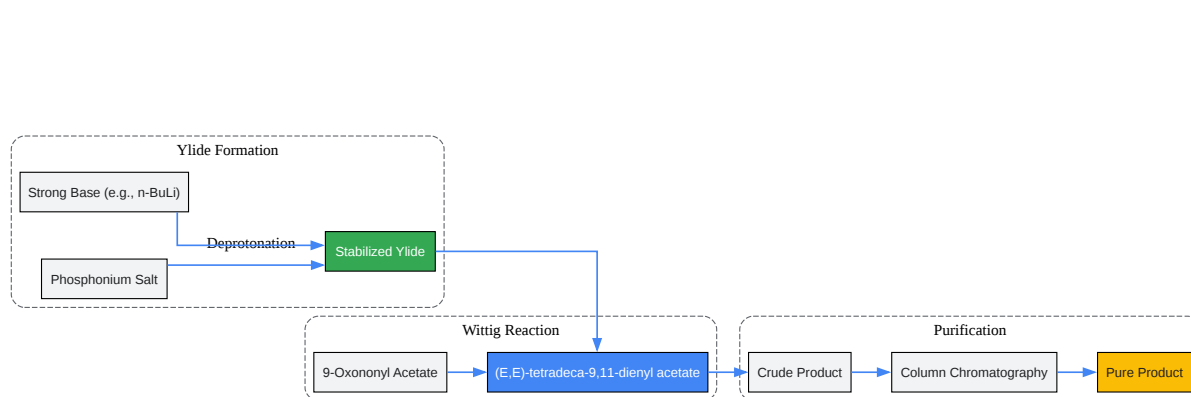 Ylide Formation
Strong Base (e.g., n-BuLi)
Deprotonation
Stabilized Ylide
Phosphonium Salt
Wittig Reaction
9-Oxononyl Acetate
(E,E)-tetradeca-9,11-dienyl acetate
Purification
Crude Product
Column Chromatography
Pure Product